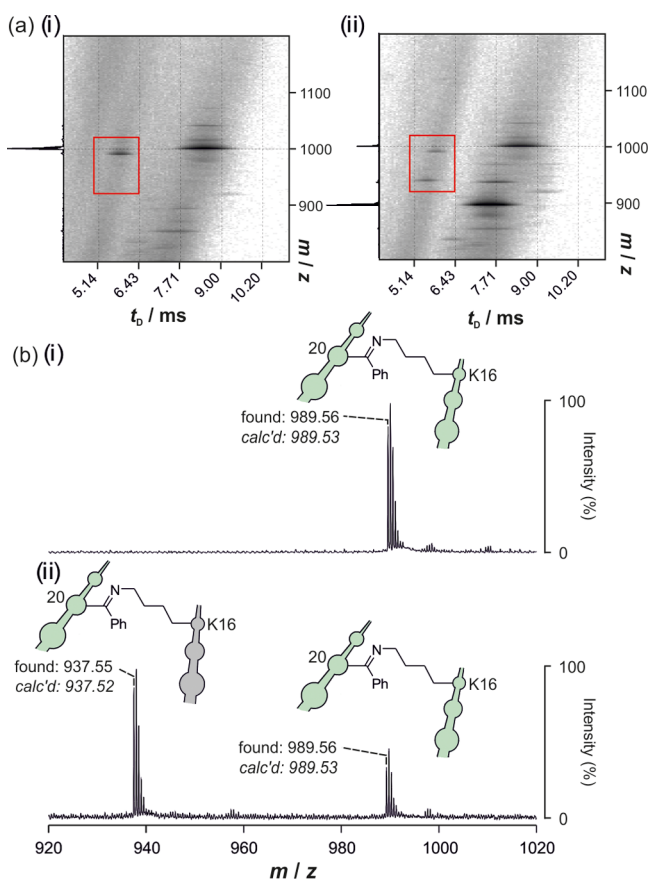 (a) (i)
(ii)
1100
1000
900
m / z
5.14
6.43
7.71
9.00
10.20
tD / ms
1100
1000
900
m / z
5.14
6.43
7.71
9.00
10.20
tD / ms
(b) (i)
20
N
Ph
K16
found: 989.56
calc'd: 989.53
100
Intensity (%)
0
(ii)
20
N
Ph
K16
found: 937.55
calc'd: 937.52
20
N
Ph
K16
found: 989.56
calc'd: 989.53
100
Intensity (%)
0
920
940
960
980
1000
1020
m / z